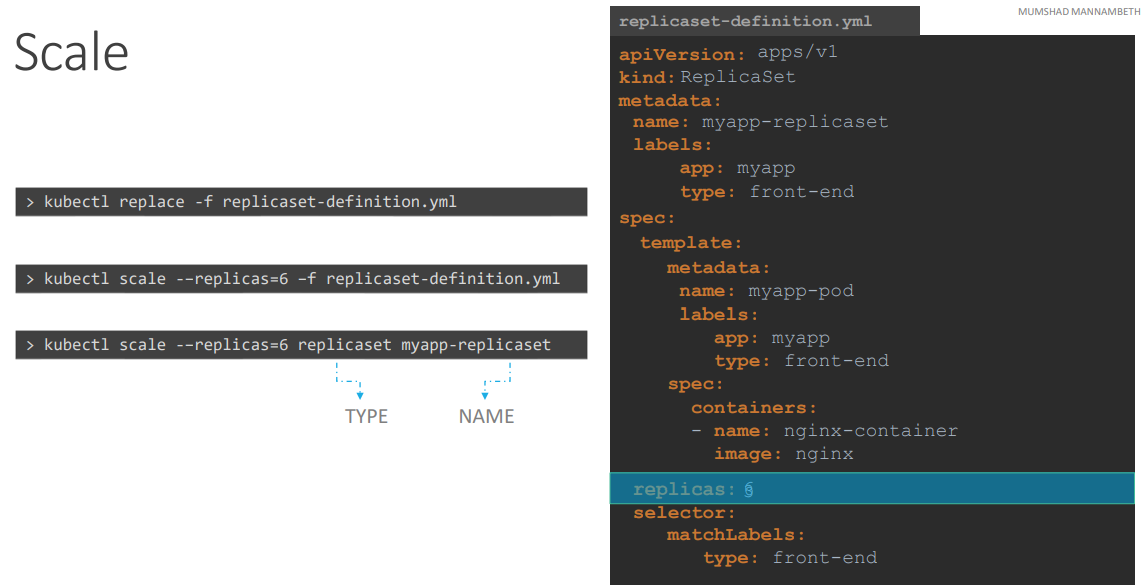 MUMSHAD MANNAMBETH
Scale
> kubectl replace -f replicaset-definition.yml
> kubectl scale --replicas=6 –f replicaset-definition.yml
> kubectl scale --replicas=6 replicaset myapp-replicaset
TYPE
NAME
replicaset-definition.yml
apiVersion: apps/v1
kind: ReplicaSet
metadata:
name: myapp-replicaset
labels:
app: myapp
type: front-end
spec:
template:
metadata:
name: myapp-pod
labels:
app: myapp
type: front-end
spec:
containers:
- name: nginx-container
image: nginx
replicas:
selector:
matchLabels:
type: front-end